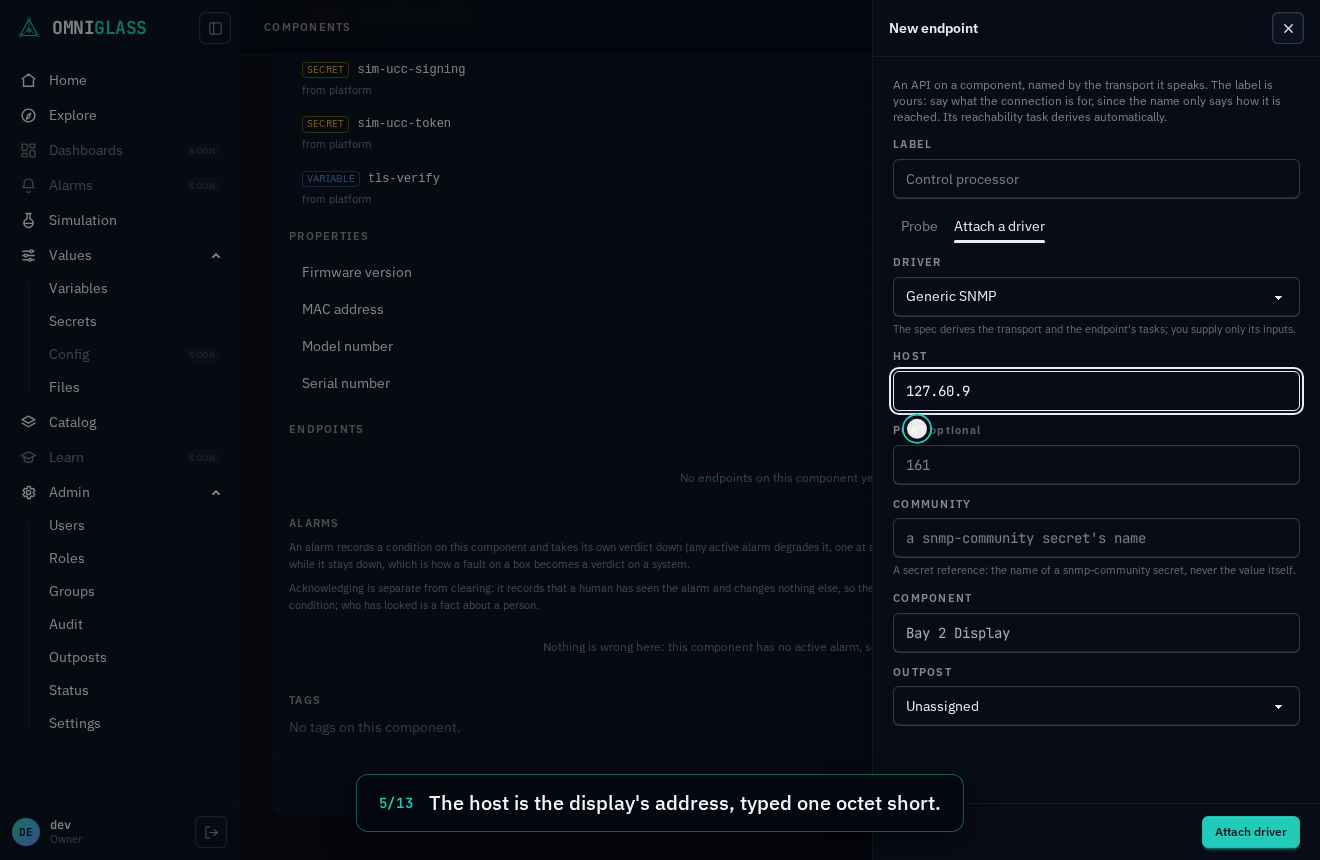 OMNIGLASS
Home
Explore
Dashboards SOON
Alarms SOON
Simulation
Values
Variables
Secrets
Config SOON
Files
Catalog
Learn SOON
Admin
Users
Roles
Groups
Audit
Outposts
Status
Settings
DE
dev
Owner
COMPONENTS
SECRET sim-ucc-signing
from platform
SECRET sim-ucc-token
from platform
VARIABLE tls-verify
from platform
PROPERTIES
Firmware version
MAC address
Model number
Serial number
ENDPOINTS
No endpoints on this component ye
ALARMS
An alarm records a condition on this component and takes its own verdict down (any active alarm degrades it, one at a
while it stays down, which is how a fault on a box becomes a verdict on a system.
Acknowledging is separate from clearing: it records that a human has seen the alarm and changes nothing else, so the
condition; who has looked is a fact about a person.
Nothing is wrong here: this component has no active alarm, s
TAGS
No tags on this component.
New endpoint
An API on a component, named by the transport it speaks. The label is
yours: say what the connection is for, since the name only says how it is
reached. Its reachability task derives automatically.
LABEL
Control processor
Probe Attach a driver
DRIVER
Generic SNMP
The spec derives the transport and the endpoint's tasks; you supply only its inputs.
HOST
127.60.9
optional
161
COMMUNITY
a snmp-community secret's name
A secret reference: the name of a snmp-community secret, never the value itself.
COMPONENT
Bay 2 Display
OUTPOST
Unassigned
Attach driver
5/13 The host is the display's address, typed one octet short.